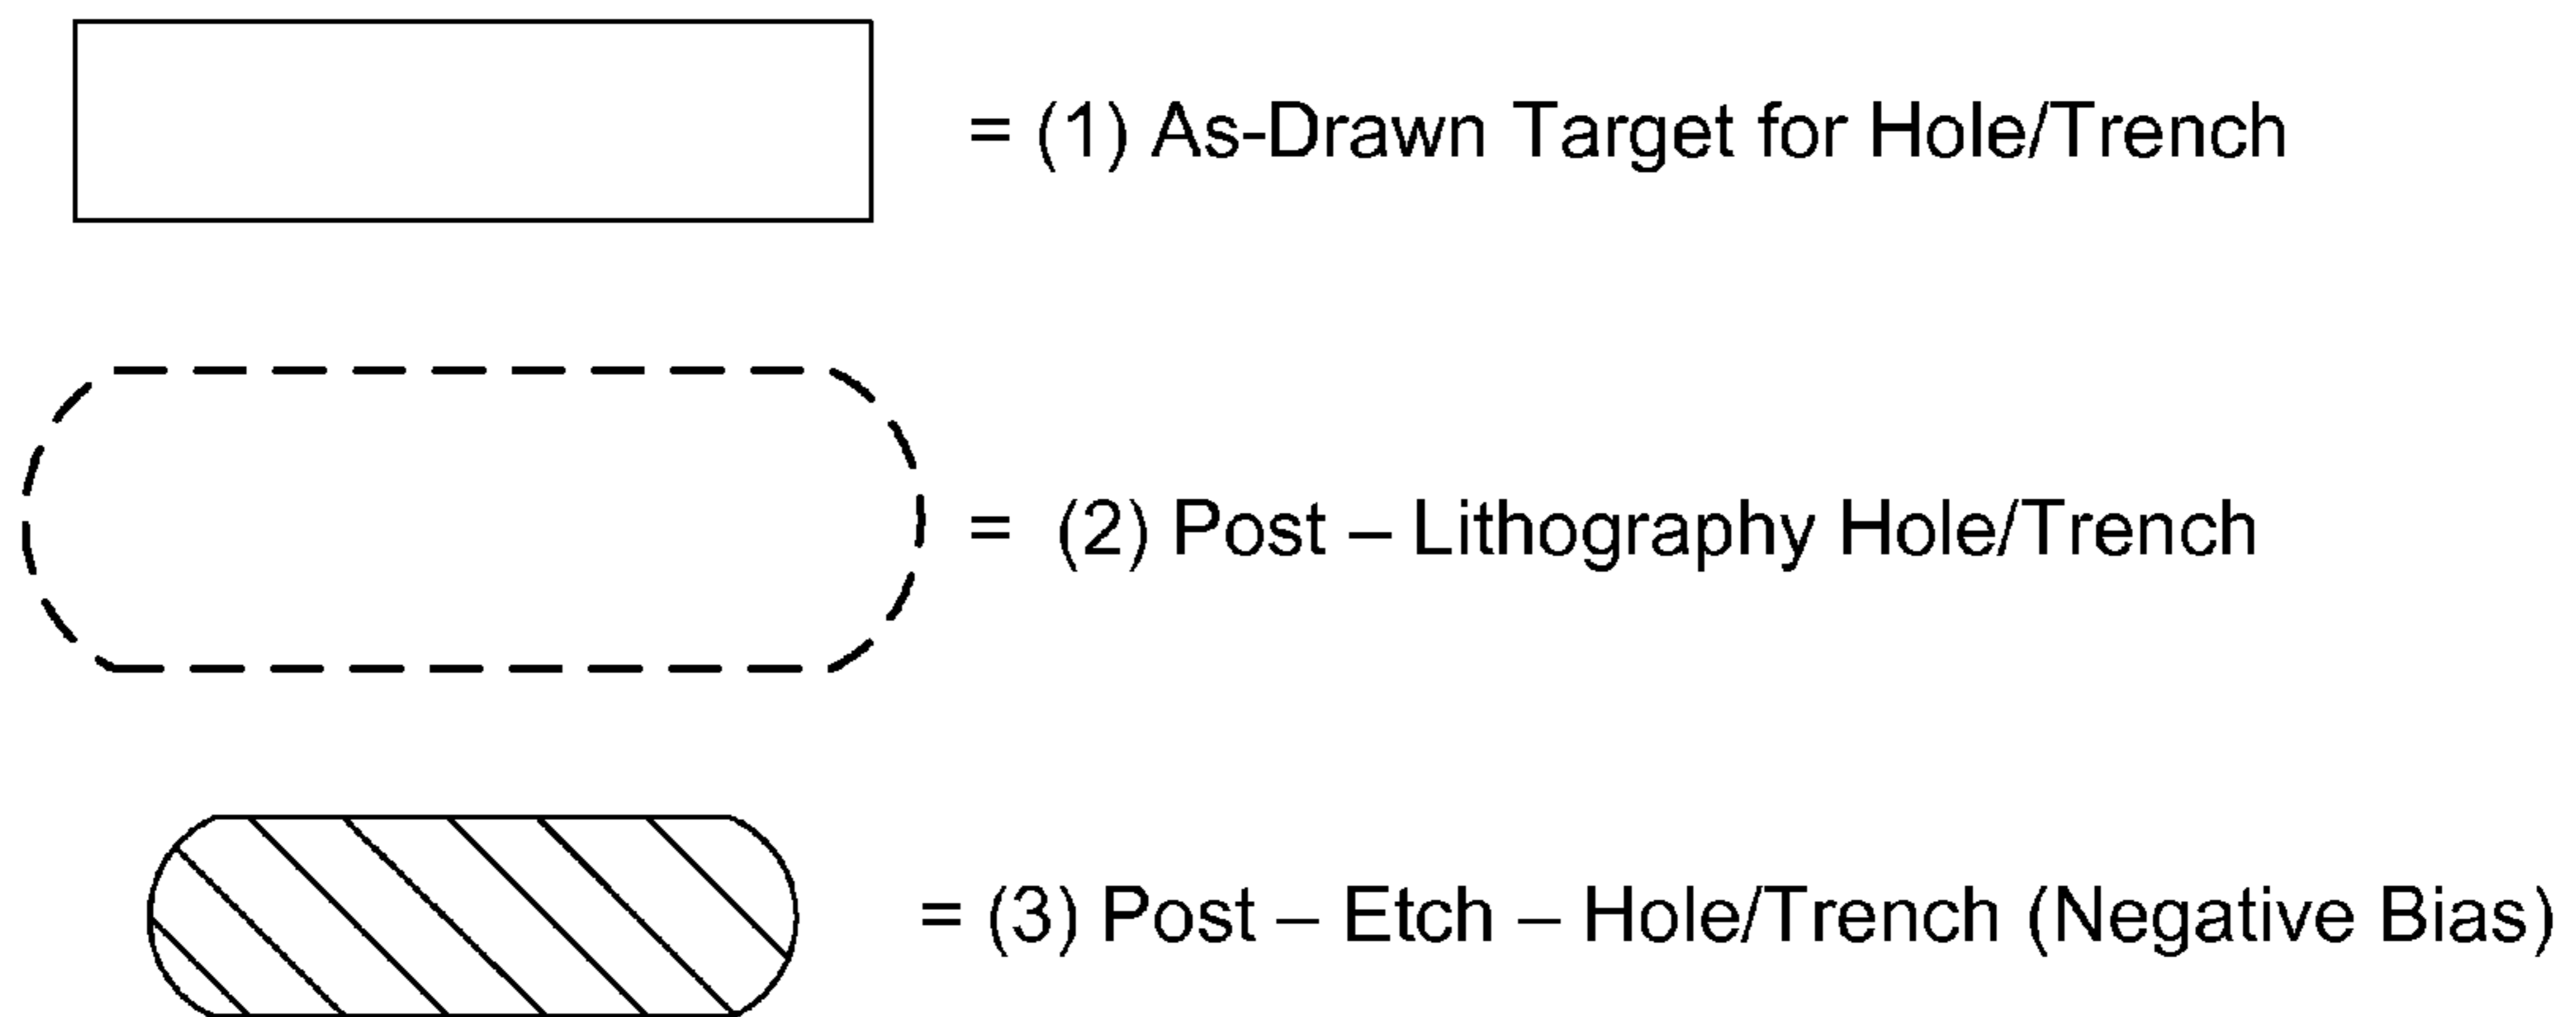 = (1) As-Drawn Target for Hole/Trench
= (2) Post – Lithography Hole/Trench
= (3) Post – Etch – Hole/Trench (Negative Bias)